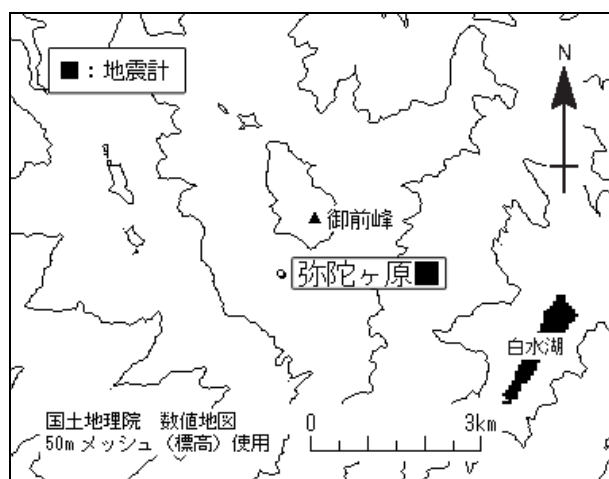 ■：地震計
N
▲御前峰
弥陀ヶ原■
白水湖
国土地理院 数値地図
50mメッシュ（標高）使用
0 3km